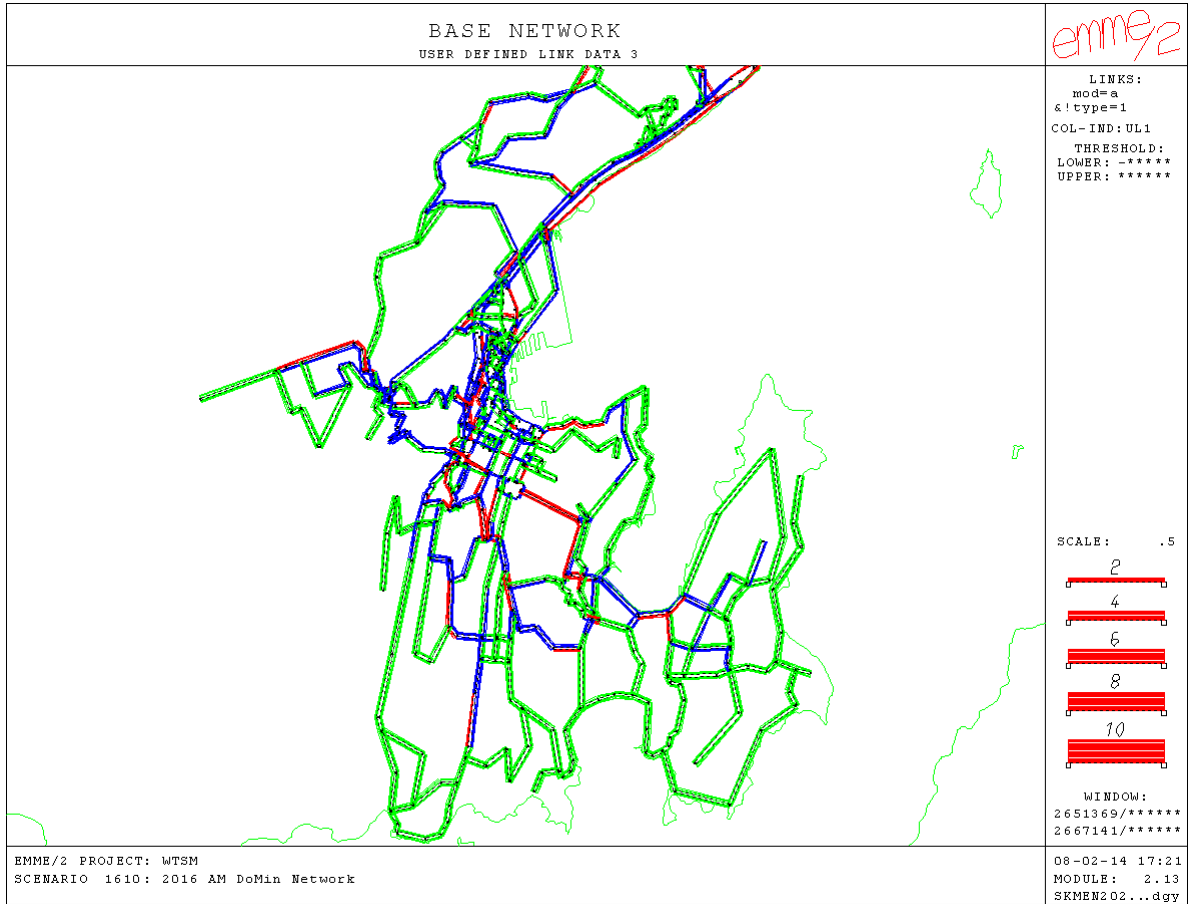 BASE NETWORK
USER DEFINED LINK DATA 3
emme/2
LINKS:
mod=a
&!type=1
COL-IND:UL1
THRESHOLD:
LOWER: -*****
UPPER: ******
SCALE: .5
2
4
6
8
10
WINDOW:
2651369/******
2667141/******
EMME/2 PROJECT: WTSM
SCENARIO 1610: 2016 AM DoMin Network
08-02-14 17:21
MODULE: 2.13
SKMEN202...dgy